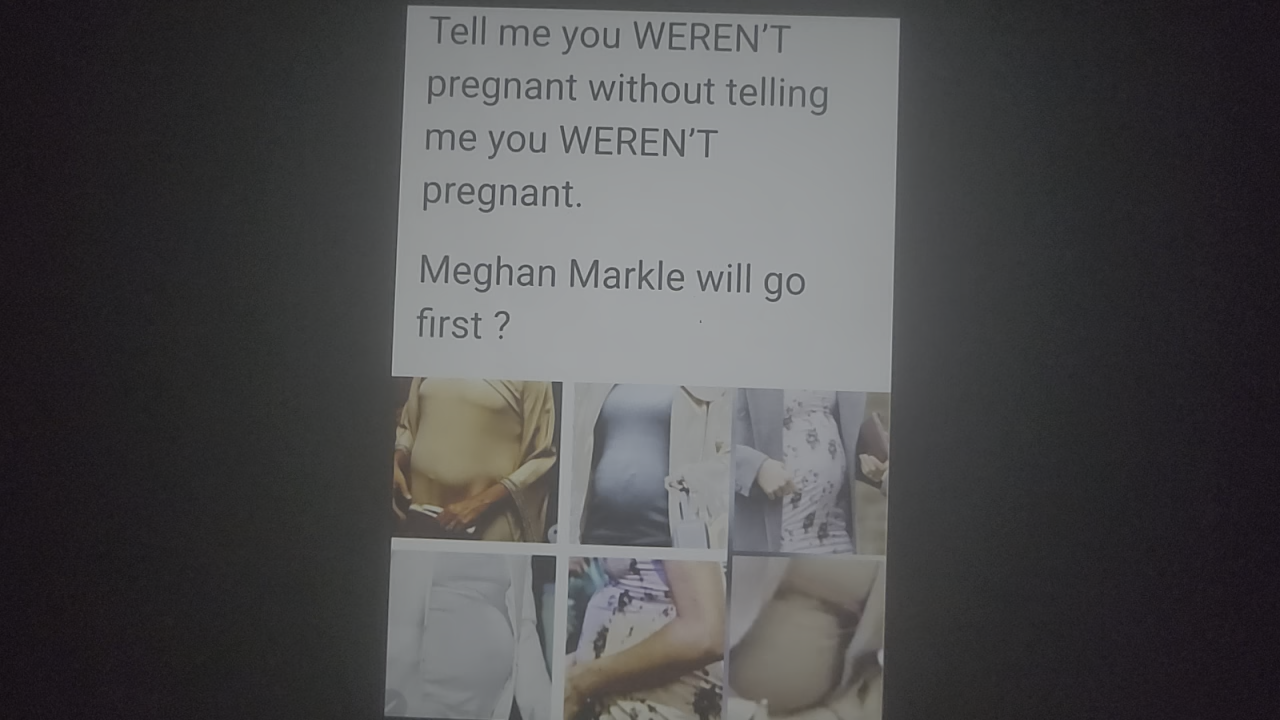 Tell me you WEREN'T
pregnant without telling
me you WEREN'T
pregnant.
Meghan Markle will go
first ?